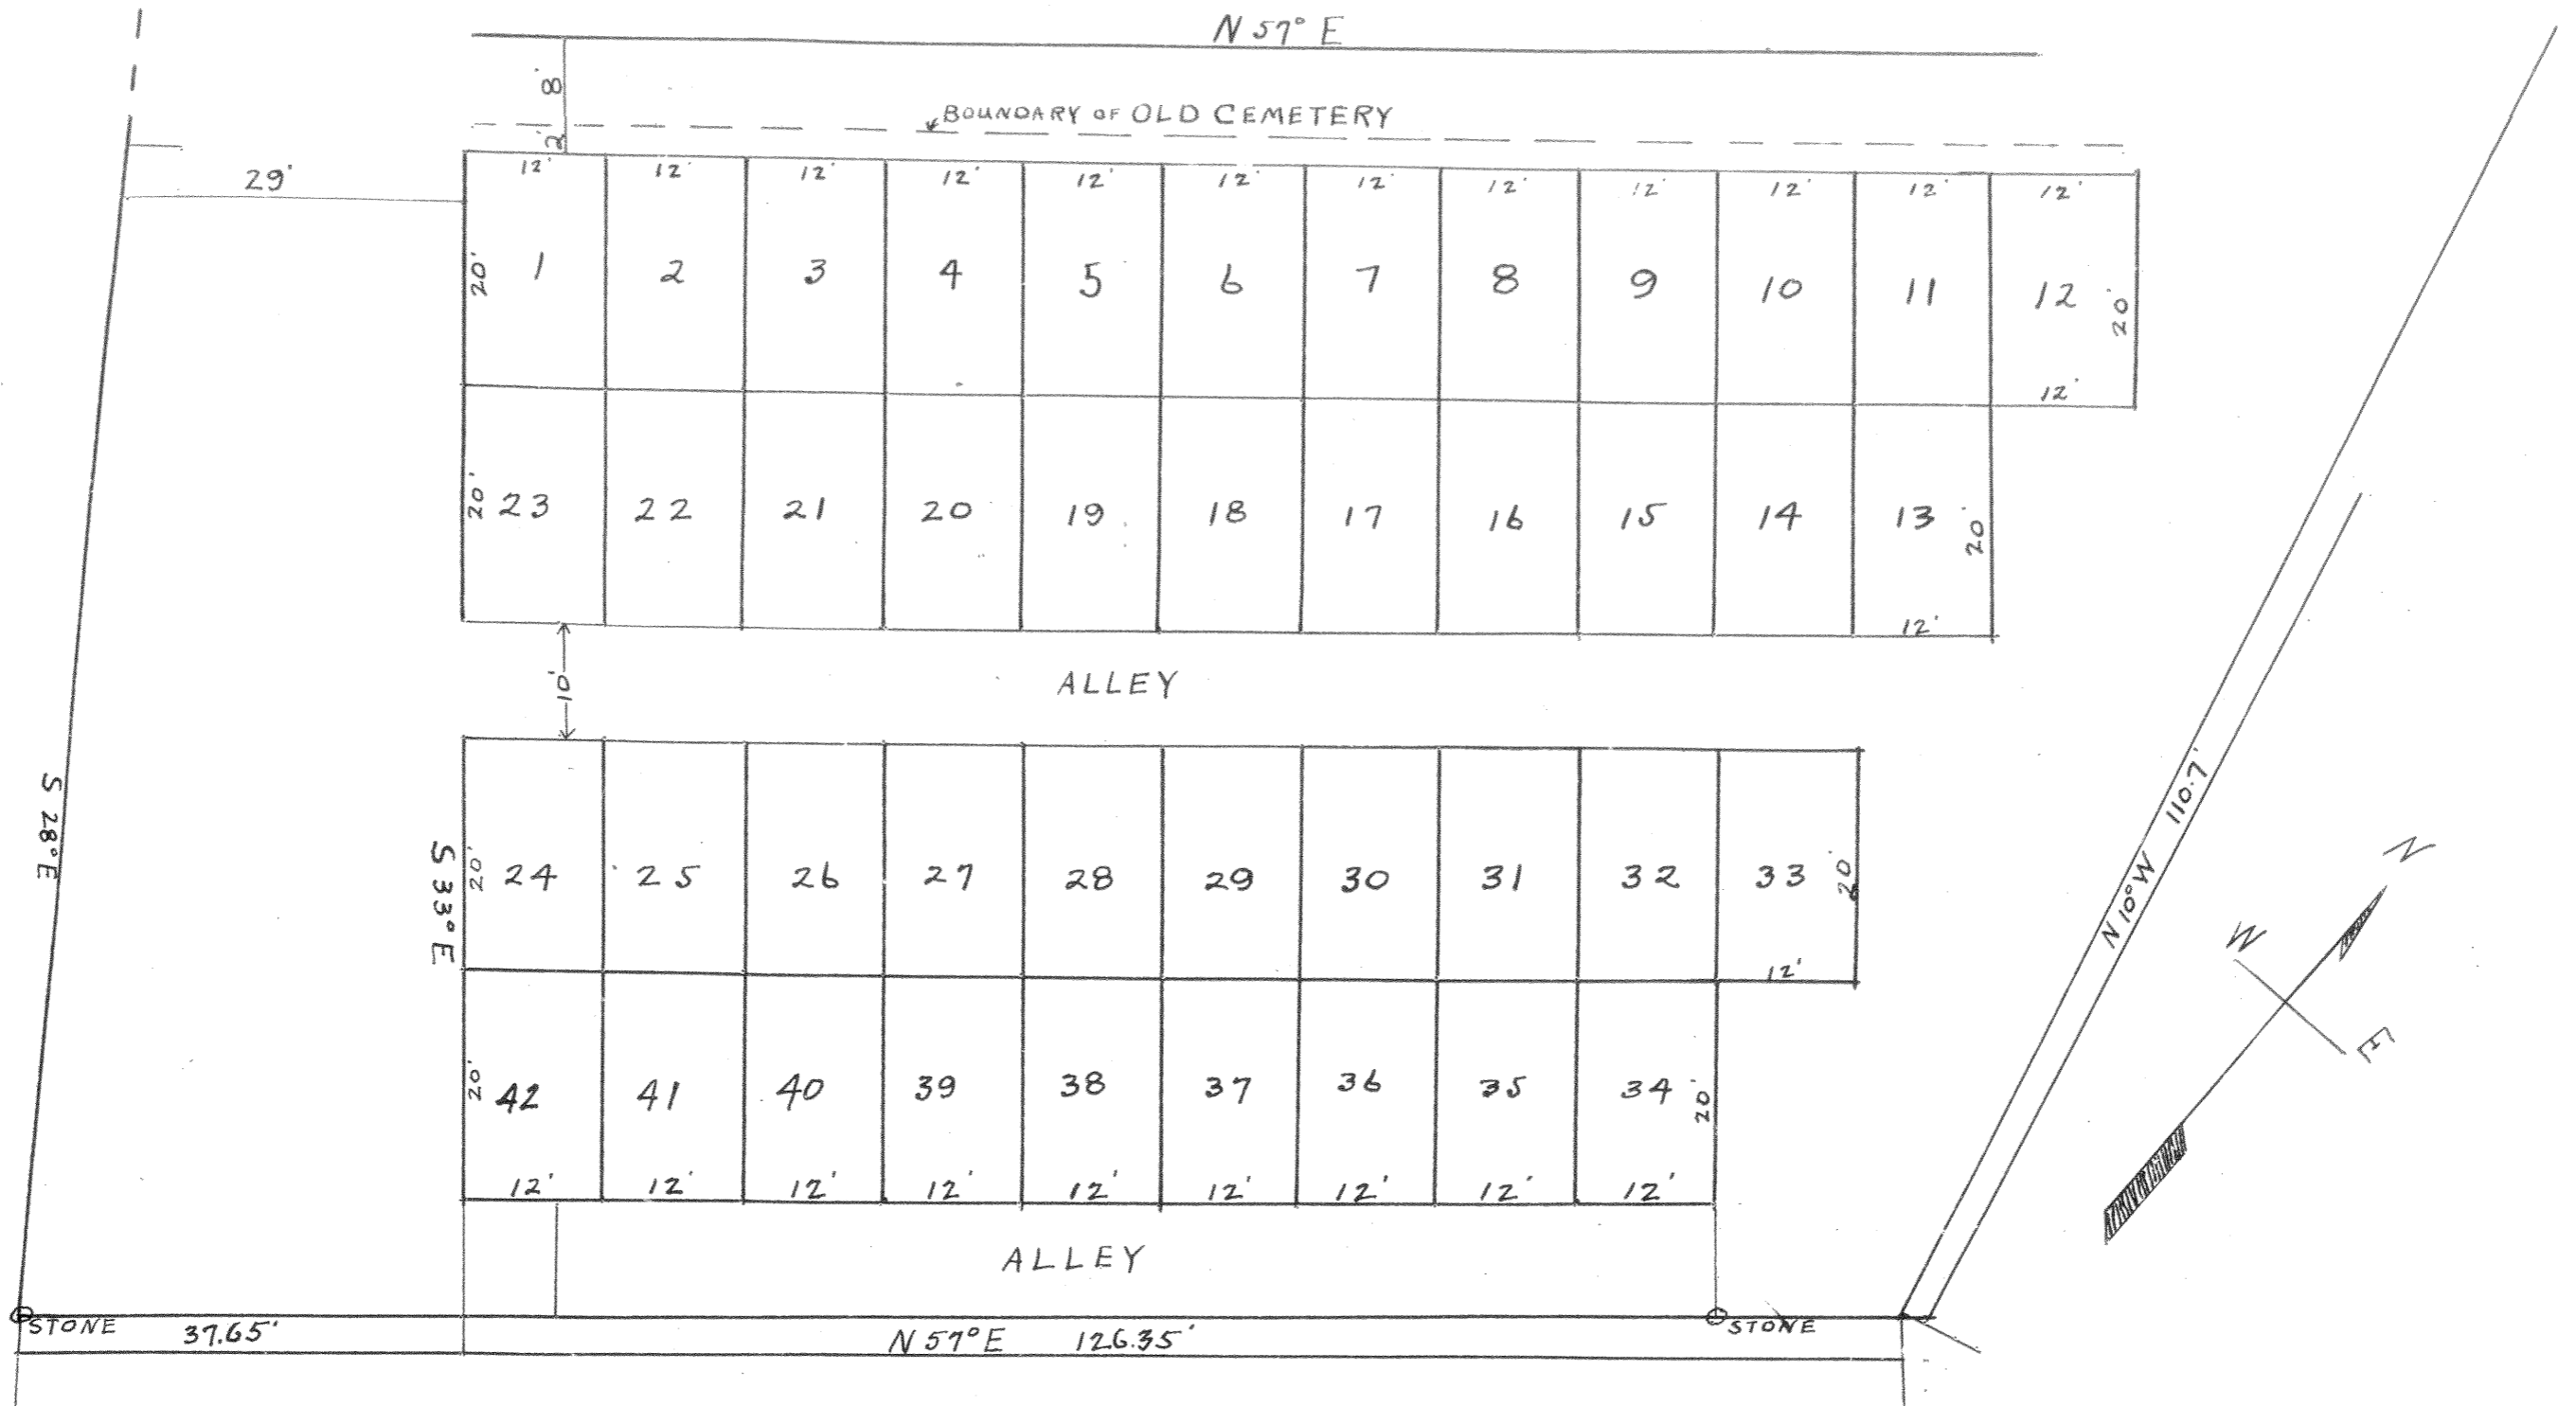 N 57° E
8'
BOUNDARY OF OLD CEMETERY
2'
29'
12' 12' 12' 12' 12' 12' 12' 12' 12' 12' 12' 12'
20' 1 2 3 4 5 6 7 8 9 10 11 12 20'
12'
20' 23 22 21 20 19 18 17 16 15 14 13 20'
12'
10'
ALLEY
S 28° E
S 33° E
N 10° W 110.7'
20' 24 25 26 27 28 29 30 31 32 33 20'
12'
20' 42 41 40 39 38 37 36 35 34 20'
12' 12' 12' 12' 12' 12' 12' 12' 12'
N
W
E
ALLEY
STONE
STONE
37.65'
N 57° E 126.35'